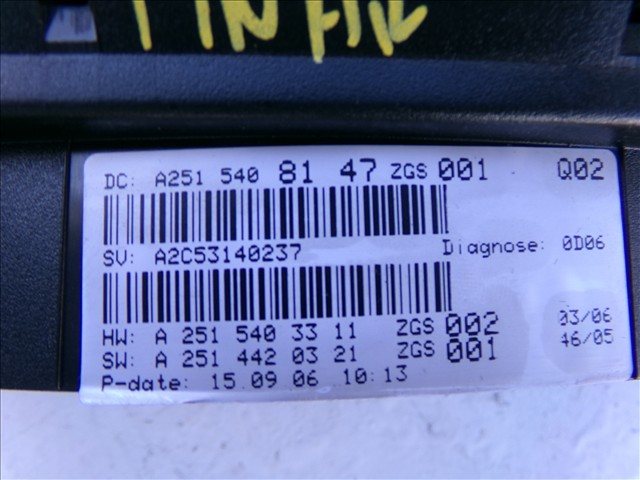 DC: A251 540 81 47 ZGS 001 Q02
SV: A2C53140237 Diagnose: 0D06
HW: A 251 540 33 11 ZGS 002 03/06
SW: A 251 442 03 21 ZGS 001 46/05
P-date: 15.09.06 10:13